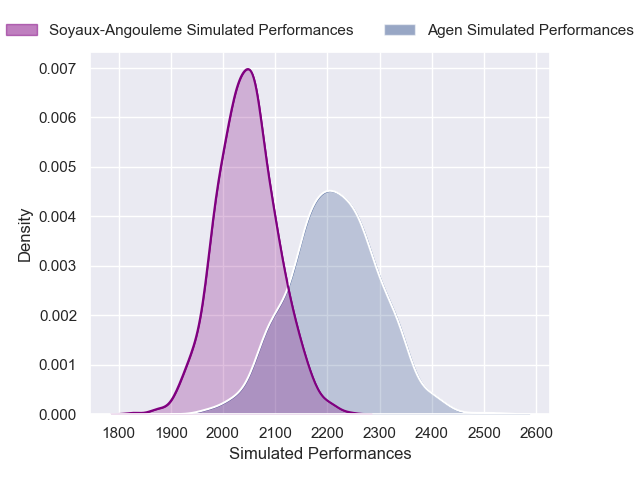 Soyaux-Angouleme Simulated Performances
Agen Simulated Performances
0.007
0.006
0.005
0.004
0.003
0.002
0.001
0.000
Density
1800 1900 2000 2100 2200 2300 2400 2500 2600
Simulated Performances